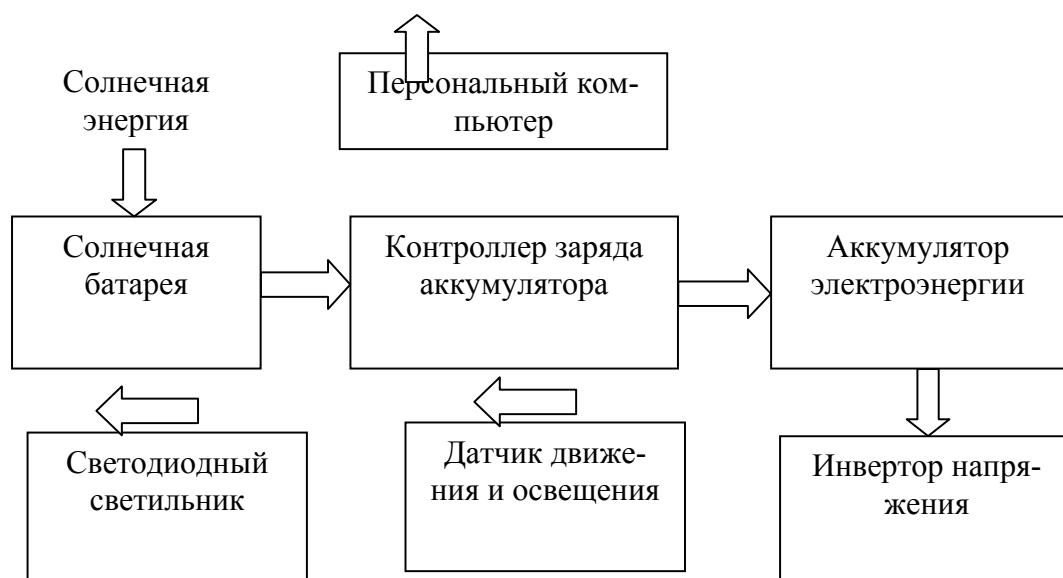 Солнечная
энергия
Персональный ком-
пьютер
Солнечная
батарея
Контроллер заряда
аккумулятора
Аккумулятор
электроэнергии
Светодиодный
светильник
Датчик движе-
ния и освещения
Инвертор напря-
жения